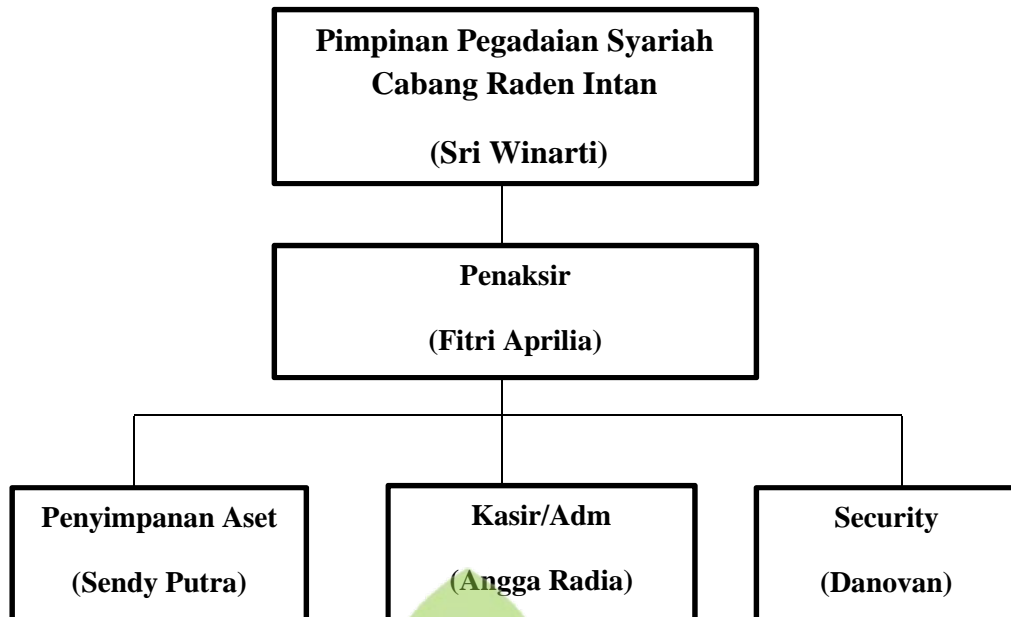 Pimpinan Pegadaian Syariah
Cabang Raden Intan
(Sri Winarti)
Penaksir
(Fitri Aprilia)
Penyimpanan Aset
(Sendy Putra)
Kasir/Adm
(Angga Radia)
Security
(Danovan)